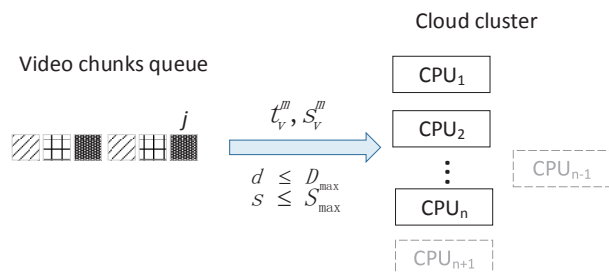 Cloud cluster
Video chunks queue
CPU₁
j
tᵥᵐ, sᵥᵐ
CPU₂
⋮
d ≤ Dₘₐₓ
s ≤ Sₘₐₓ
CPUₙ₋₁
CPUₙ
CPUₙ₊₁